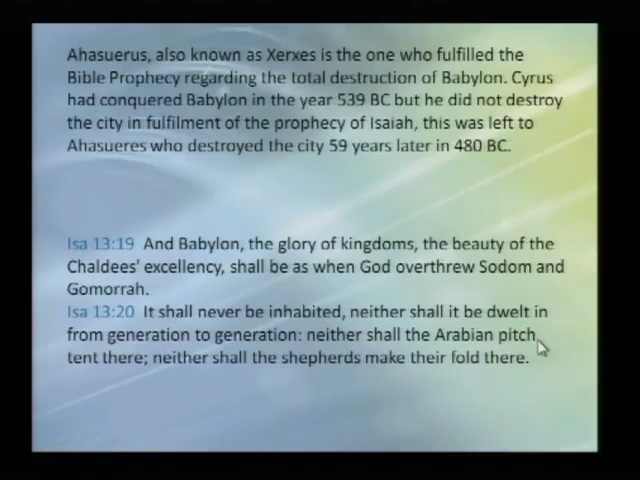 Ahasuerus, also known as Xerxes is the one who fulfilled the
Bible Prophecy regarding the total destruction of Babylon. Cyrus
had conquered Babylon in the year 539 BC but he did not destroy
the city in fulfilment of the prophecy of Isaiah, this was left to
Ahasueres who destroyed the city 59 years later in 480 BC.
Isa 13:19 And Babylon, the glory of kingdoms, the beauty of the
Chaldees' excellency, shall be as when God overthrew Sodom and
Gomorrah.
Isa 13:20 It shall never be inhabited, neither shall it be dwelt in
from generation to generation: neither shall the Arabian pitch
tent there; neither shall the shepherds make their fold there.